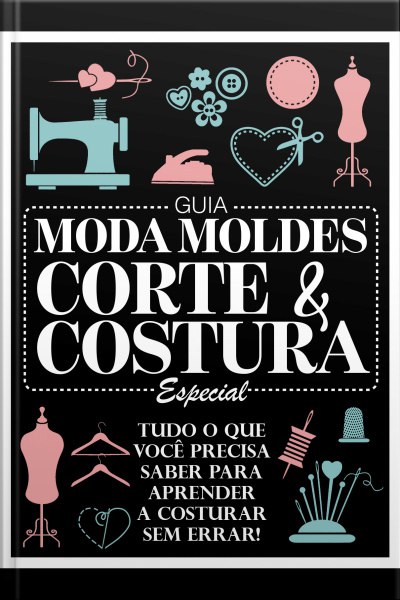 GUIA
MODA MOLDES
CORTE &
COSTURA
Especial
TUDO O QUE
VOCÊ PRECISA
SABER PARA
APRENDER
A COSTURAR
SEM ERRAR!